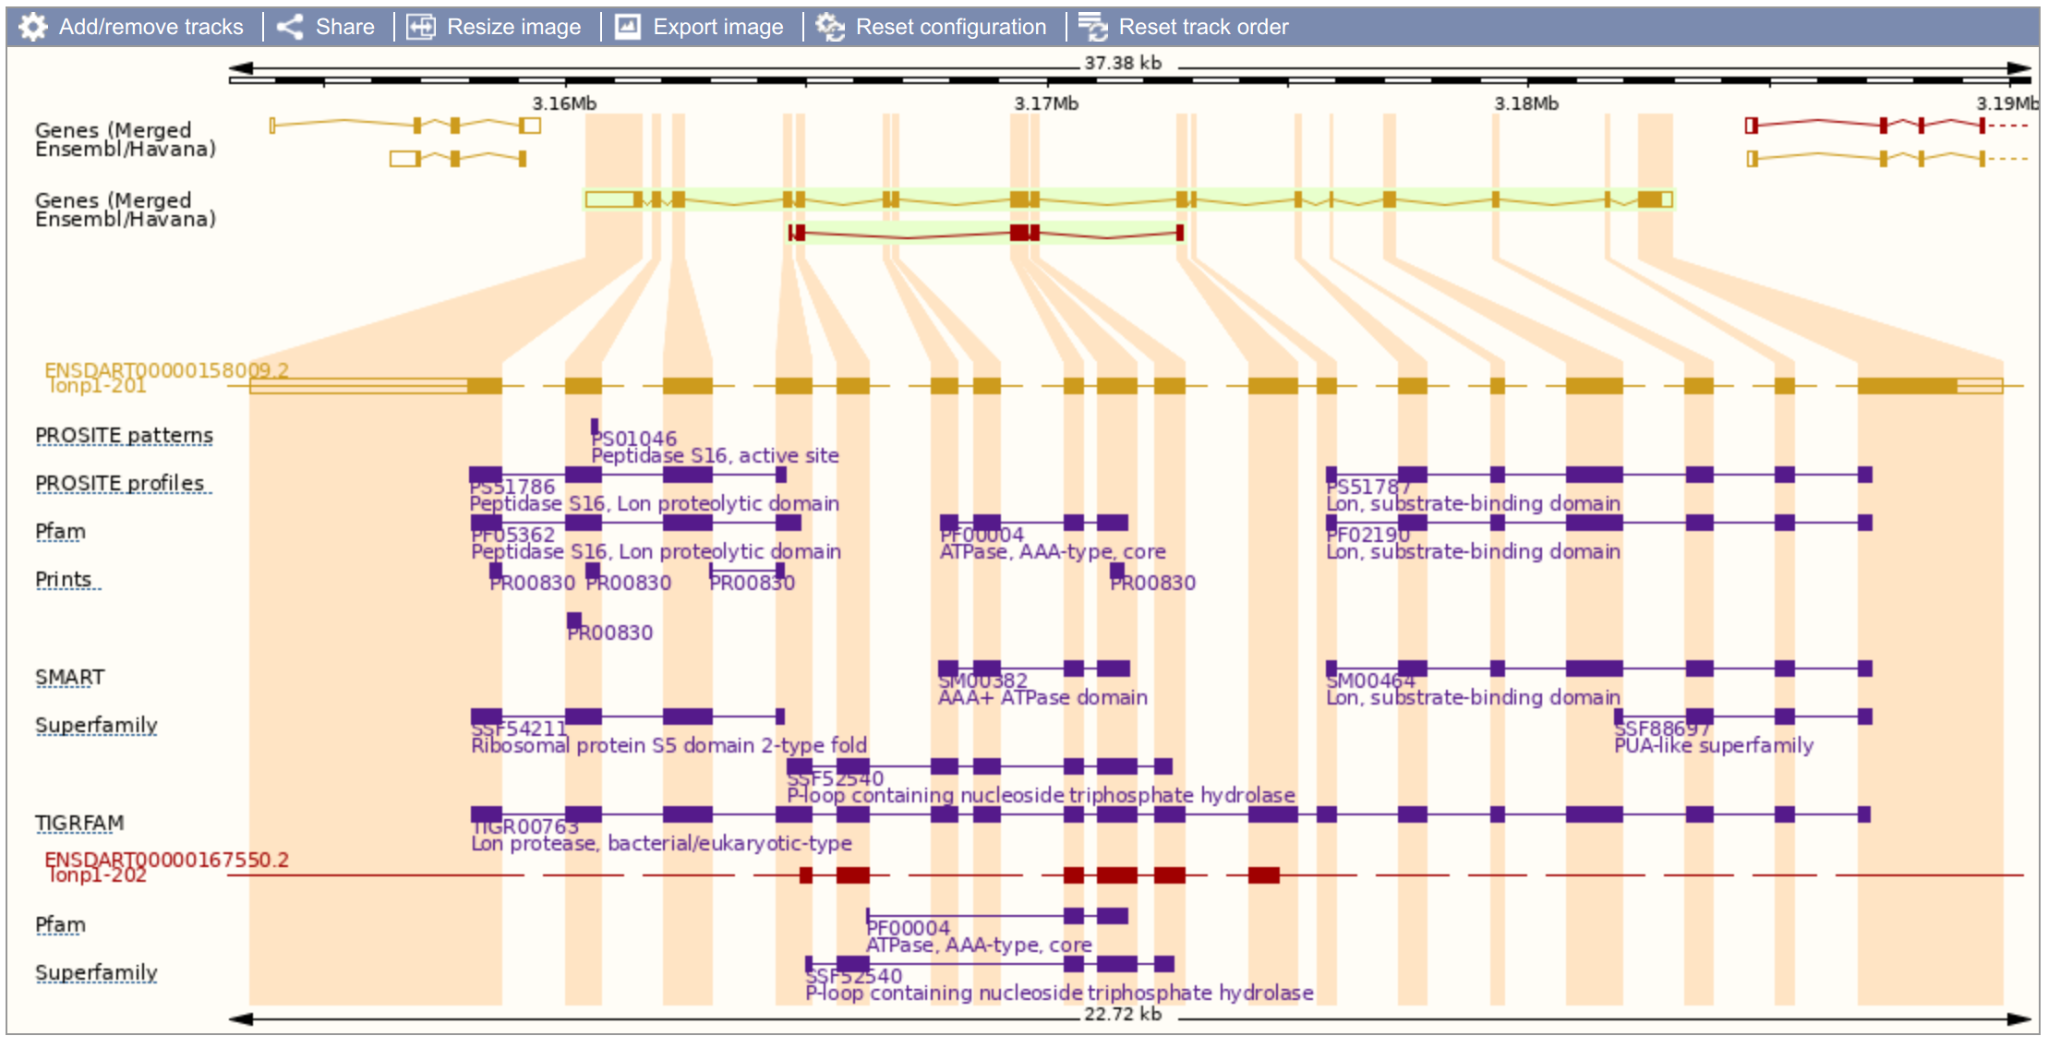 Add/remove tracks Share Resize image Export image Reset configuration Reset track order
37.38 kb
3.16Mb 3.17Mb 3.18Mb 3.19Mb
Genes (Merged
Ensembl/Havana)
Genes (Merged
Ensembl/Havana)
ENSDART00000158009.2
lonp1-201
PROSITE patterns
PS01046
Peptidase S16, active site
PROSITE profiles
PS51786 PS51787
Peptidase S16, Lon proteolytic domain Lon, substrate-binding domain
Pfam
PF05362 PF00004 PF02190
Peptidase S16, Lon proteolytic domain ATPase, AAA-type, core Lon, substrate-binding domain
Prints
PR00830 PR00830 PR00830 PR00830
PR00830
SMART
SM00382 SM00464
AAA+ ATPase domain Lon, substrate-binding domain
Superfamily
SSF54211 SSF88697
Ribosomal protein S5 domain 2-type fold PUA-like superfamily
SSF52540
P-loop containing nucleoside triphosphate hydrolase
TIGRFAM
TIGR00763
Lon protease, bacterial/eukaryotic-type
ENSDART00000167550.2
lonp1-202
Pfam
PF00004
ATPase, AAA-type, core
Superfamily
SSF52540
P-loop containing nucleoside triphosphate hydrolase
22.72 kb